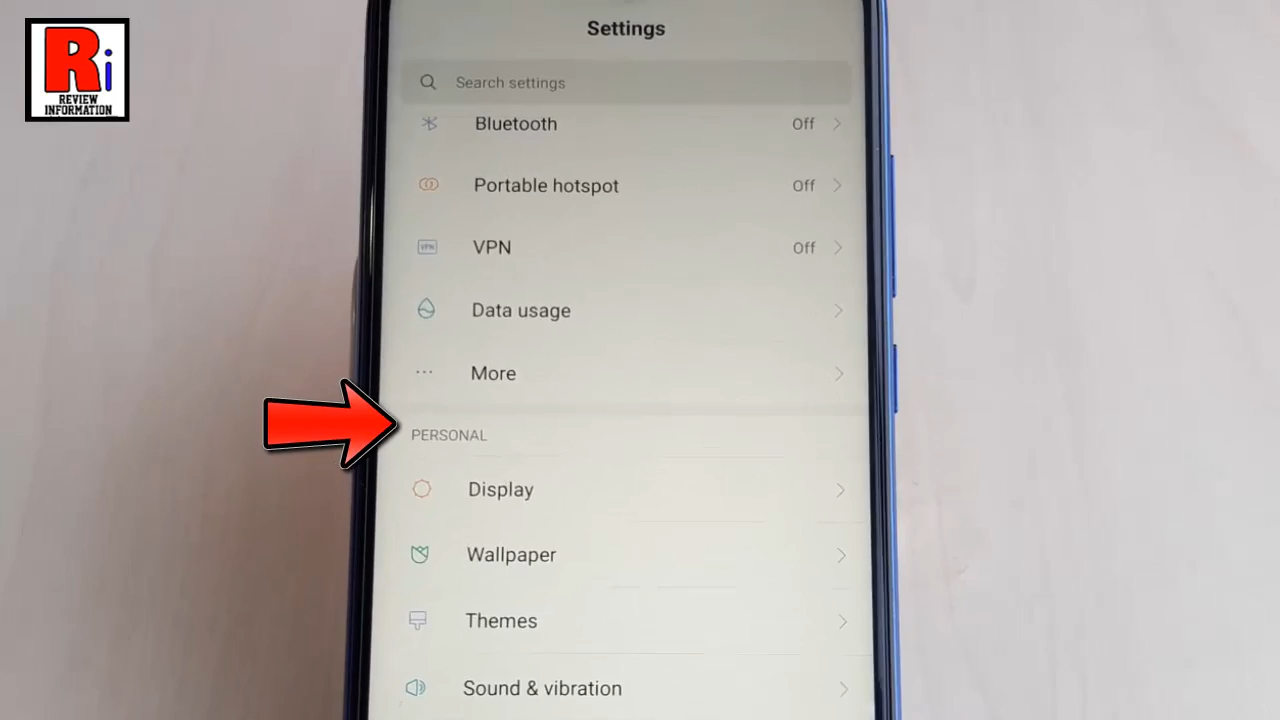 Ri
REVIEW
INFORMATION
Settings
Search settings
Bluetooth Off
Portable hotspot Off
VPN VPN Off
Data usage
More
PERSONAL
Display
Wallpaper
Themes
Sound & vibration